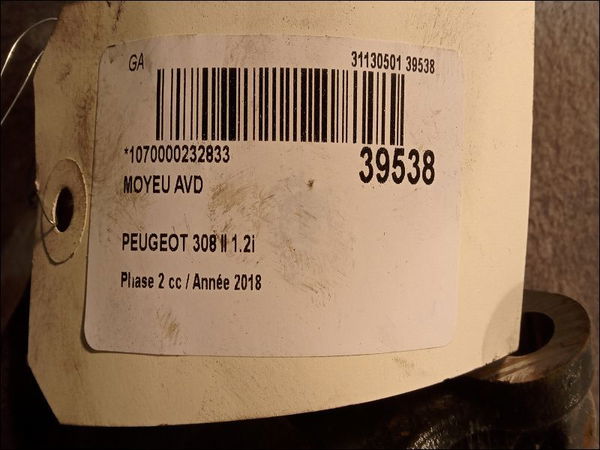 GA 31130501 39538
*1070000232833
39538
MOYEU AVD
PEUGEOT 308 II 1.2i
Phase 2 cc / Année 2018